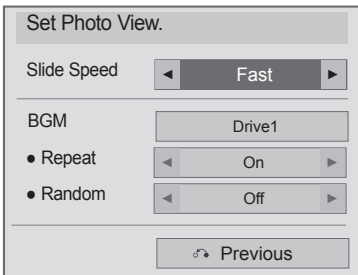 Set Photo View.
Slide Speed ◄ Fast ►
BGM Drive1
● Repeat ◄ On ►
● Random ◄ Off ►
Previous